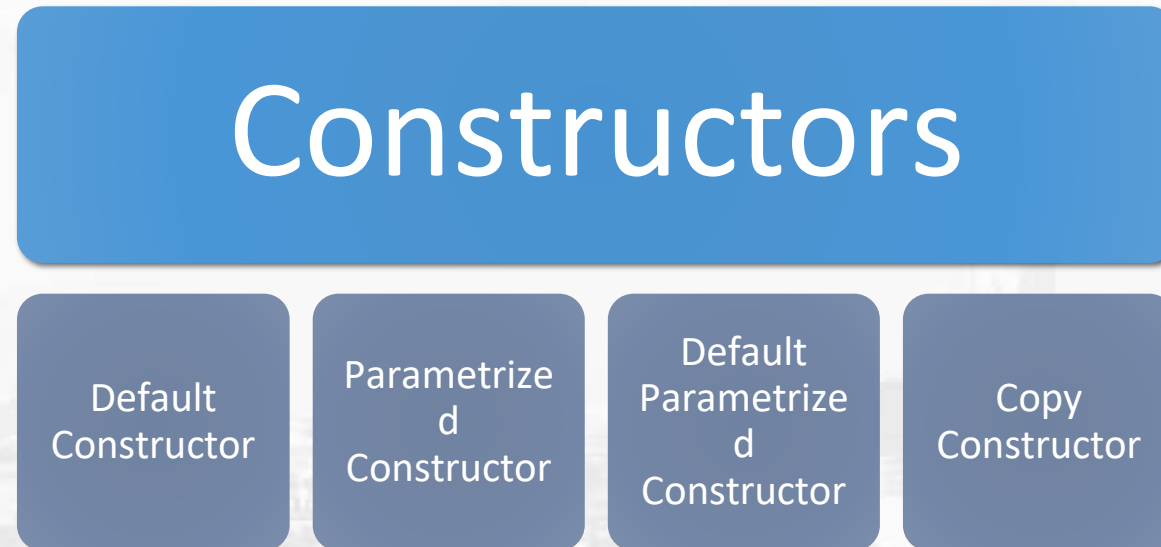 Constructors
Default
Constructor
Parametrize
d
Constructor
Default
Parametrize
d
Constructor
Copy
Constructor